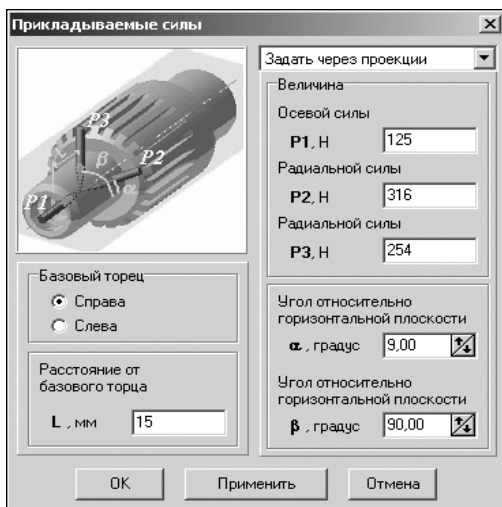 Прикладываемые силы
P3
β
P2
α
P1
Базовый торец
Справа
Слева
Расстояние от
базового торца
L , мм 15
Задать через проекции
Величина
Осевой силы
P1, Н 125
Радиальной силы
P2, Н 316
Радиальной силы
P3, Н 254
Угол относительно
горизонтальной плоскости
α , градус 9,00
Угол относительно
горизонтальной плоскости
β , градус 90,00
OK Применить Отмена